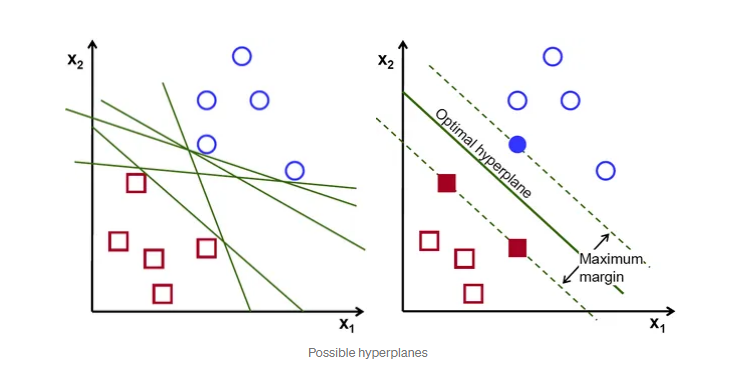 x2
x1
x2
Optimal hyperplane
Maximum
margin
x1
Possible hyperplanes